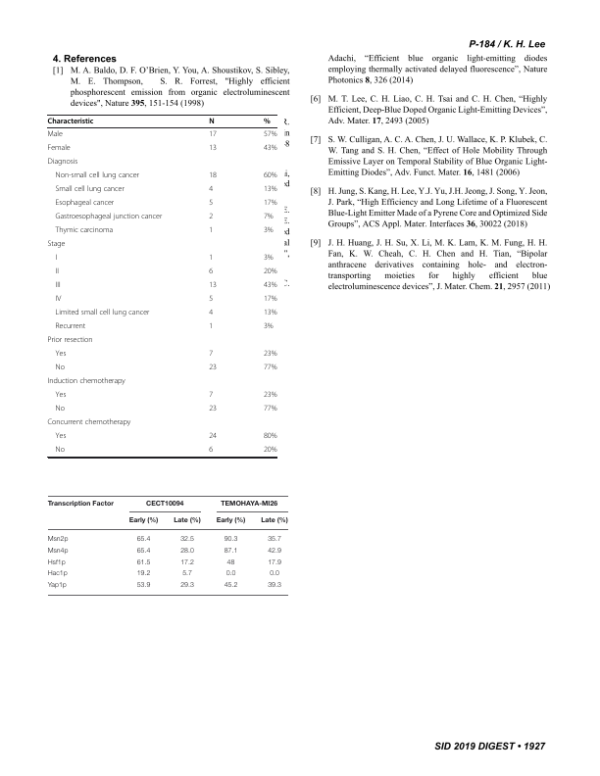 P-184 / K. H. Lee
4. References
[1] M. A. Baldo, D. F. O'Brien, Y. You, A. Shoustikov, S. Sibley,
M. E. Thompson, S. R. Forrest, "Highly efficient
phosphorescent emission from organic electroluminescent
devices", Nature 395, 151-154 (1998)
Characteristic N %
Male 17 57%
Female 13 43%
Diagnosis
Non-small cell lung cancer 18 60%
Small cell lung cancer 4 13%
Esophageal cancer 5 17%
Gastroesophageal junction cancer 2 7%
Thymic carcinoma 1 3%
Stage
I 1 3%
II 6 20%
III 13 43%
IV 5 17%
Limited small cell lung cancer 4 13%
Recurrent 1 3%
Prior resection
Yes 7 23%
No 23 77%
Induction chemotherapy
Yes 7 23%
No 23 77%
Concurrent chemotherapy
Yes 24 80%
No 6 20%
Transcription Factor CECT10094 TEMOHAYA-MI26
Early (%) Late (%) Early (%) Late (%)
Msn2p 65.4 32.5 90.3 35.7
Msn4p 65.4 28.0 87.1 42.9
Hsf1p 61.5 17.2 48 17.9
Hac1p 19.2 5.7 0.0 0.0
Yap1p 53.9 29.3 45.2 39.3
Adachi, "Efficient blue organic light-emitting diodes
employing thermally activated delayed fluorescence", Nature
Photonics 8, 326 (2014)
[6] M. T. Lee, C. H. Liao, C. H. Tsai and C. H. Chen, "Highly
Efficient, Deep-Blue Doped Organic Light-Emitting Devices",
Adv. Mater. 17, 2493 (2005)
[7] S. W. Culligan, A. C. A. Chen, J. U. Wallace, K. P. Klubek, C.
W. Tang and S. H. Chen, "Effect of Hole Mobility Through
Emissive Layer on Temporal Stability of Blue Organic Light-
Emitting Diodes", Adv. Funct. Mater. 16, 1481 (2006)
[8] H. Jung, S. Kang, H. Lee, Y.J. Yu, J.H. Jeong, J. Song, Y. Jeon,
J. Park, "High Efficiency and Long Lifetime of a Fluorescent
Blue-Light Emitter Made of a Pyrene Core and Optimized Side
Groups", ACS Appl. Mater. Interfaces 36, 30022 (2018)
[9] J. H. Huang, J. H. Su, X. Li, M. K. Lam, K. M. Fung, H. H.
Fan, K. W. Cheah, C. H. Chen and H. Tian, "Bipolar
anthracene derivatives containing hole- and electron-
transporting moieties for highly efficient blue
electroluminescence devices", J. Mater. Chem. 21, 2957 (2011)
SID 2019 DIGEST • 1927